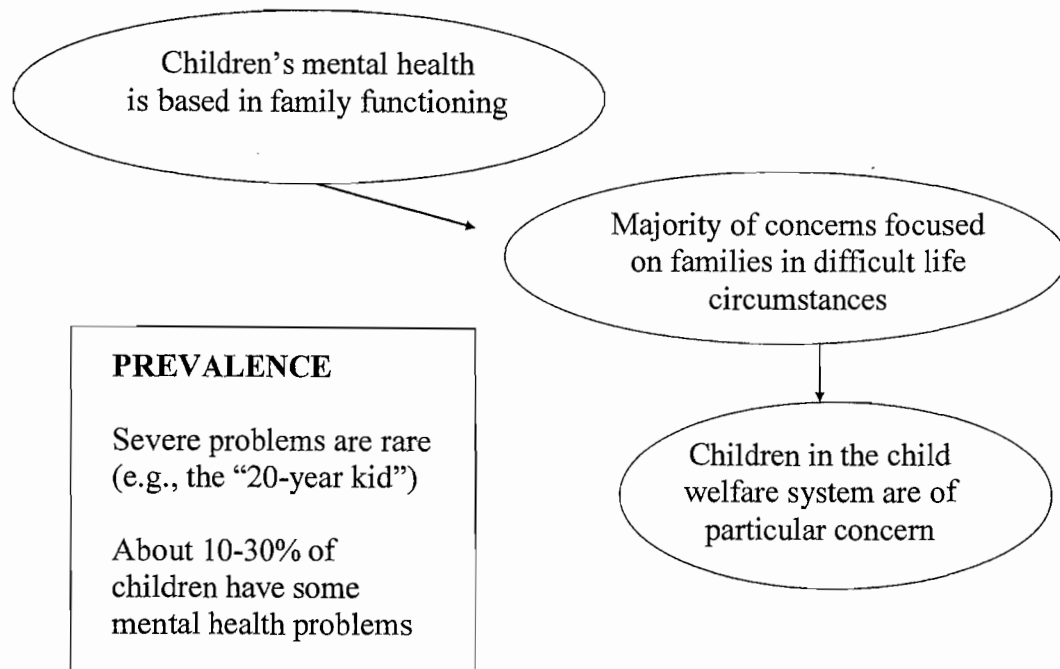 Children’s mental health
is based in family functioning
Majority of concerns focused
on families in difficult life
circumstances
PREVALENCE
Severe problems are rare
(e.g., the “20-year kid”)
About 10-30% of
children have some
mental health problems
Children in the child
welfare system are of
particular concern